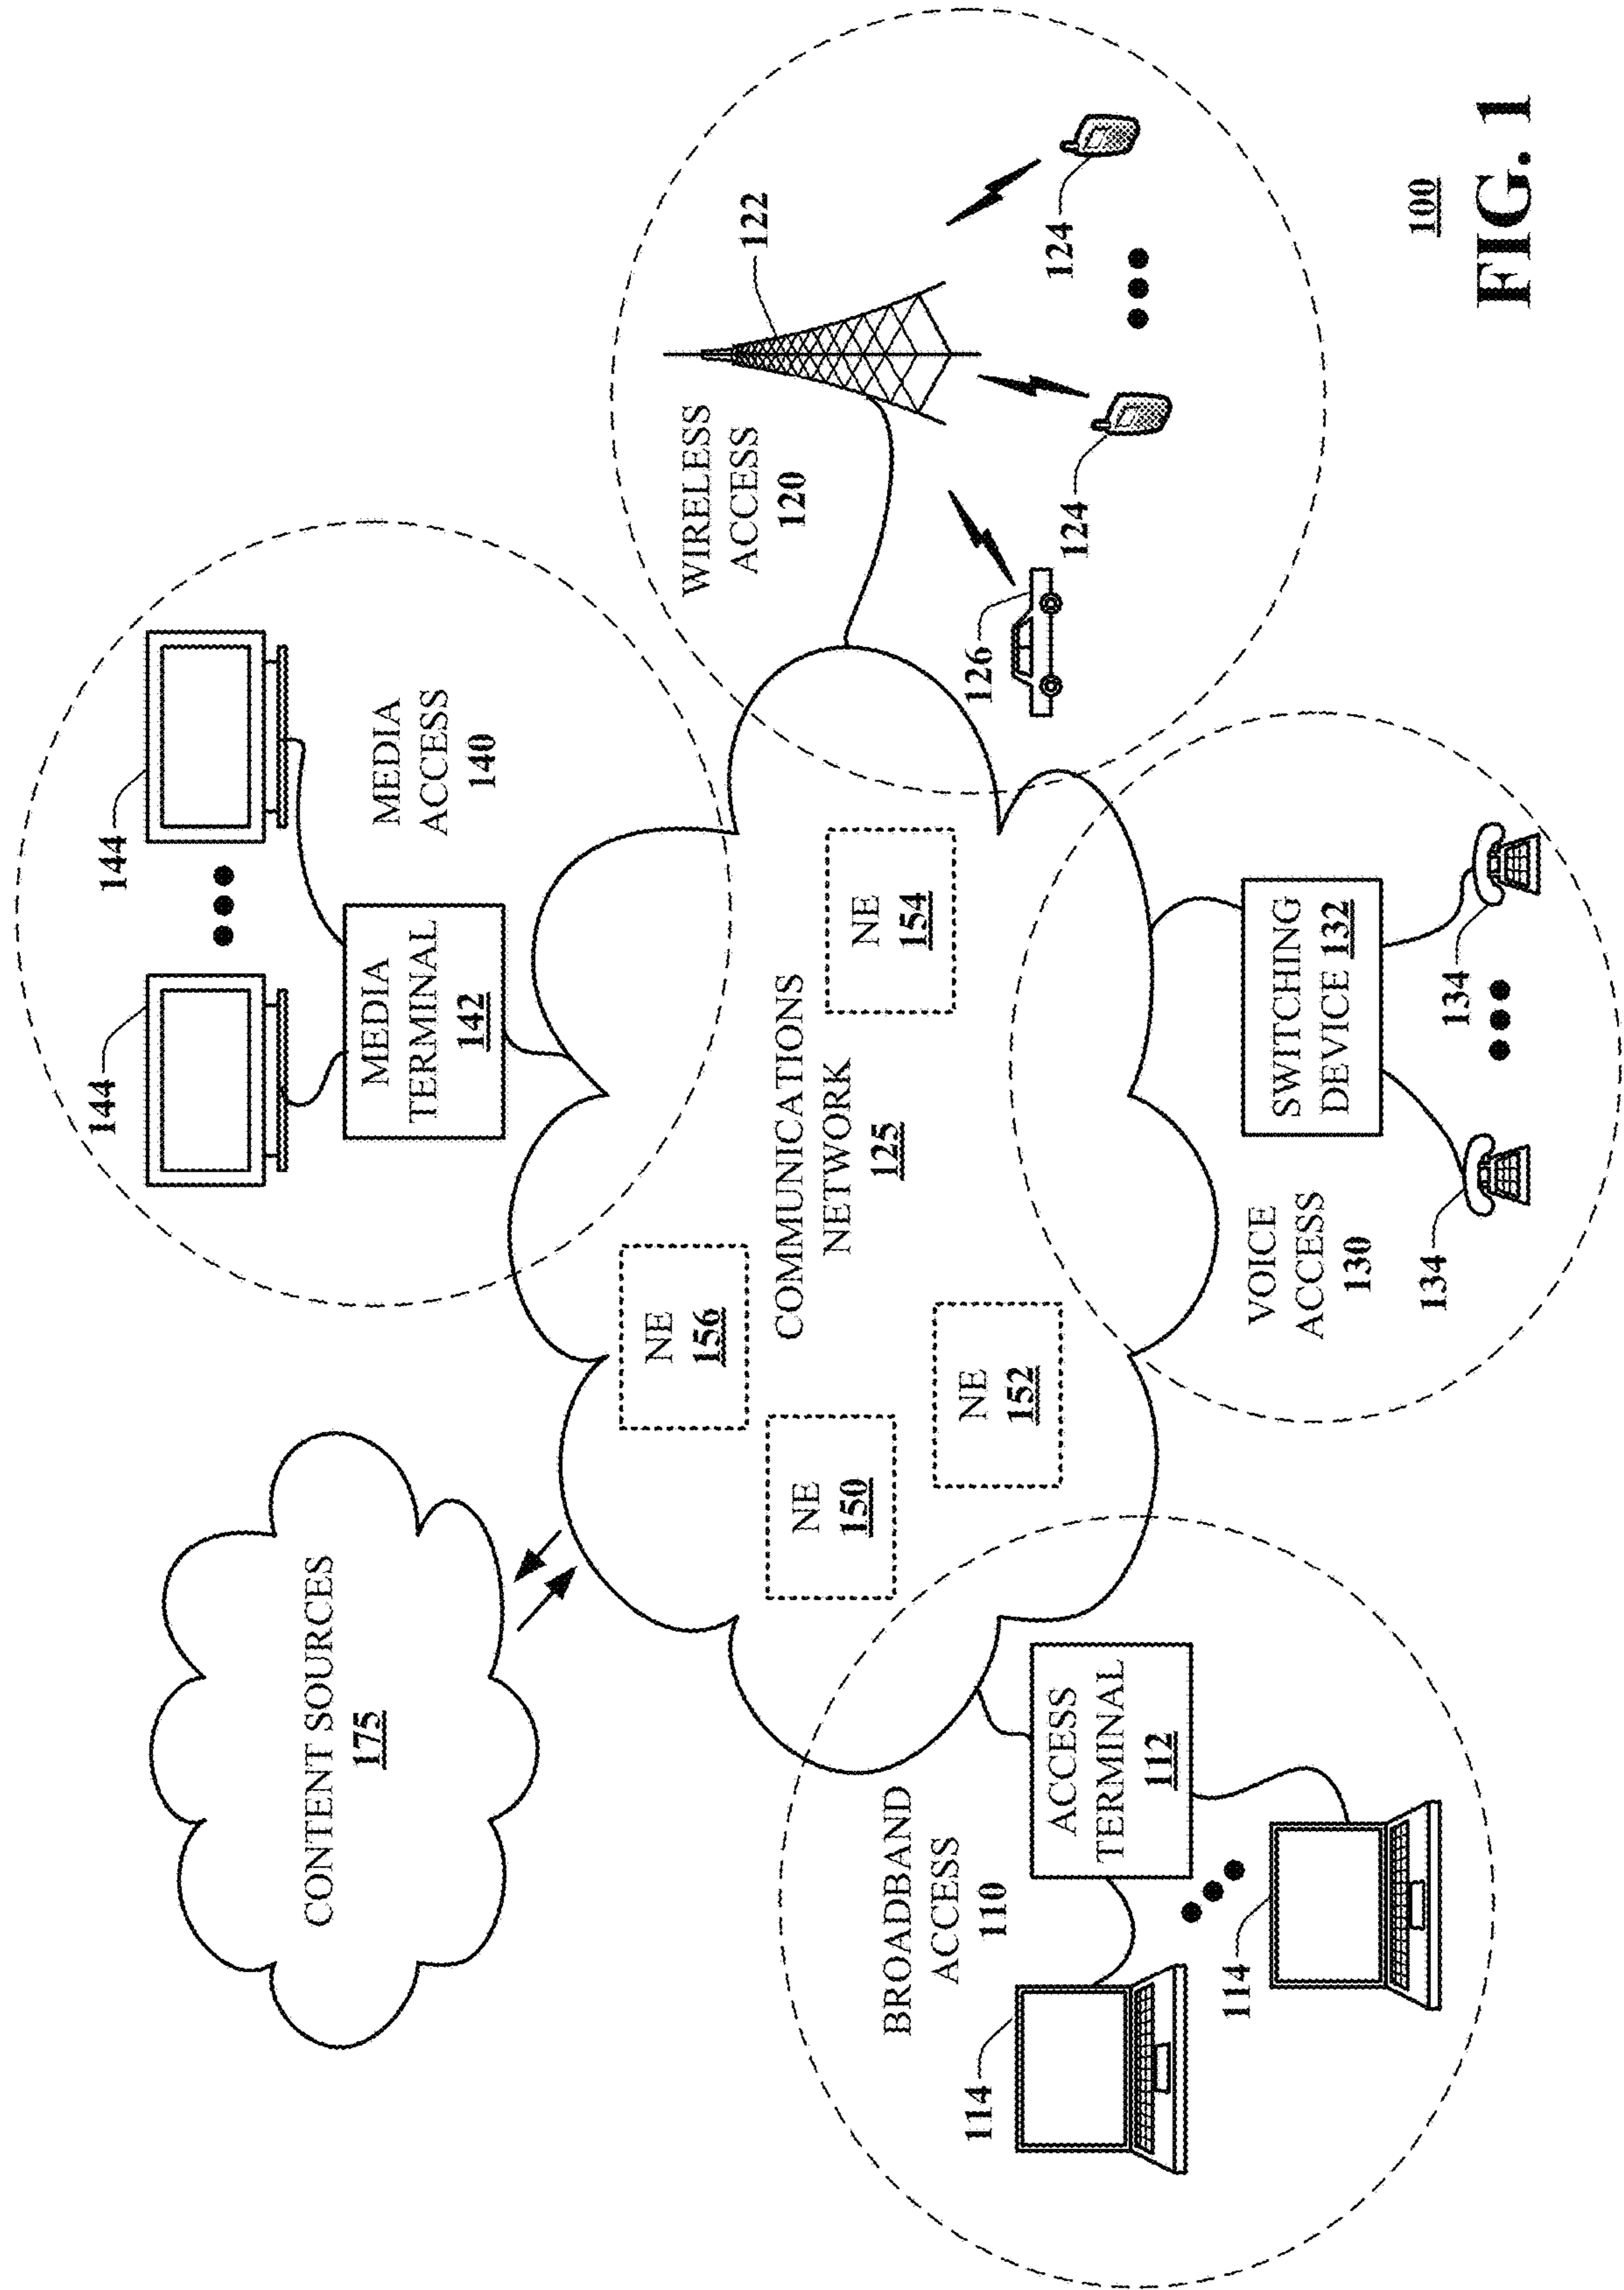 144
144
CONTENT SOURCES
175
MEDIA
TERMINAL
142
MEDIA
ACCESS
140
122
WIRELESS
ACCESS
120
NE
156
NE
150
NE
152
COMMUNICATIONS
NETWORK
125
NE
154
BROADBAND
ACCESS
110
126
124
124
114
ACCESS
TERMINAL
112
114
VOICE
ACCESS
130
SWITCHING
DEVICE 132
134
134
100
FIG. 1